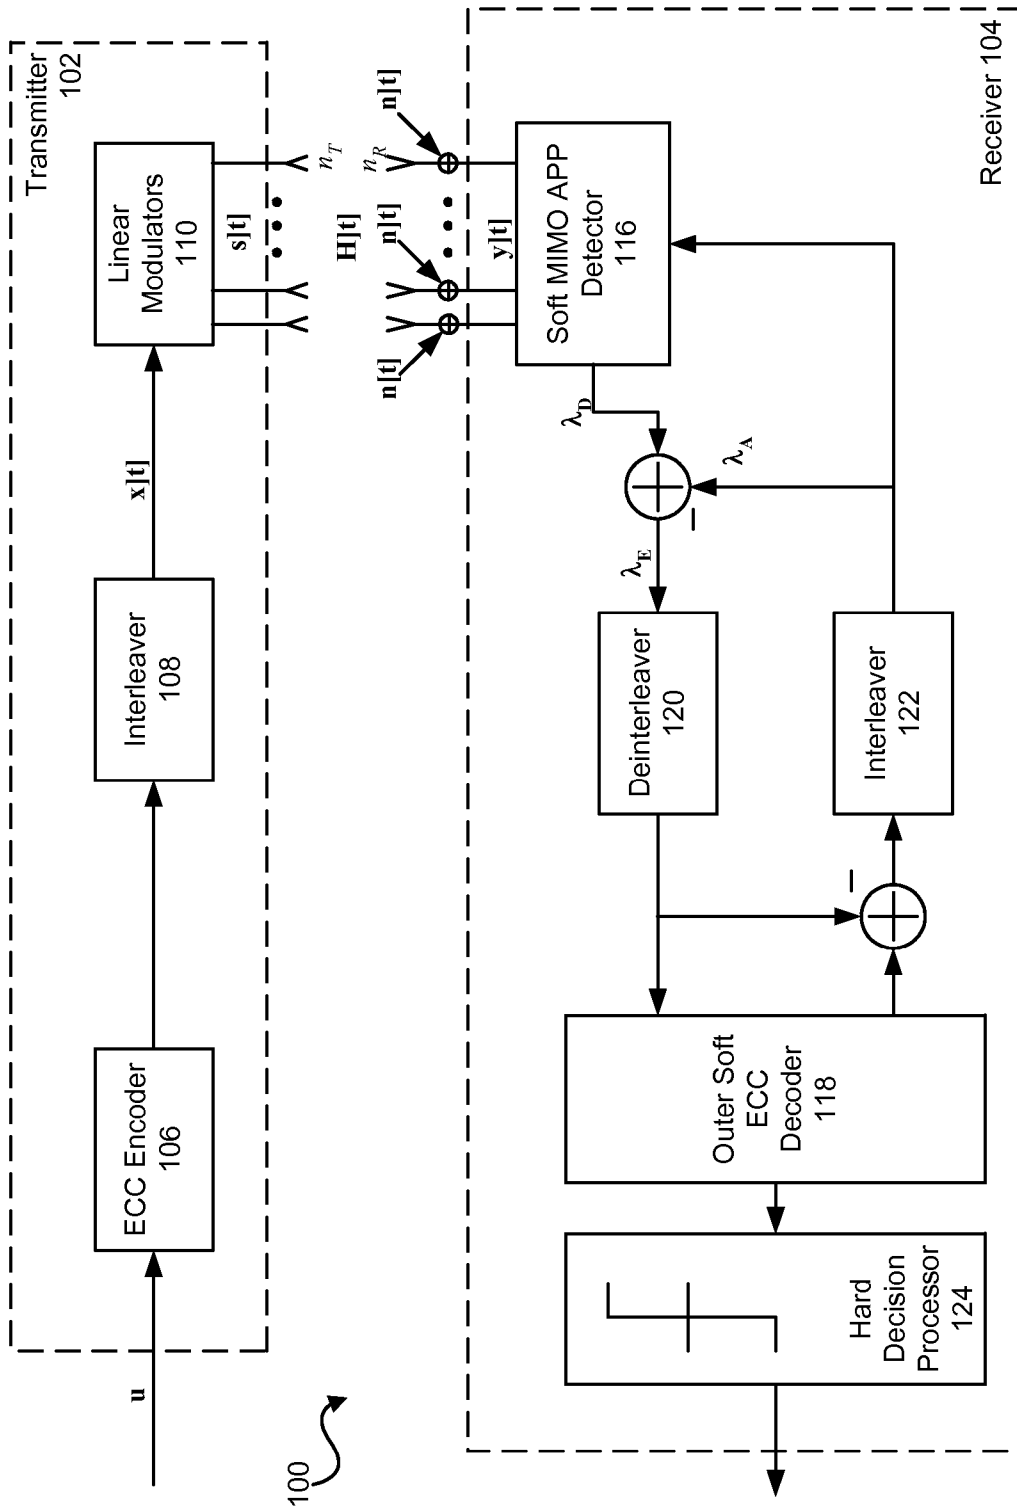 100
u
Transmitter
102
ECC Encoder
106
Interleaver
108
x]t]
Linear
Modulators
110
s]t]
n_T
H]t]
n_R
n[t]
n]t]
n]t]
y]t]
Receiver 104
Soft MIMO APP
Detector
116
λ_D
λ_A
−
λ_E
Deinterleaver
120
Interleaver
122
−
Outer Soft
ECC
Decoder
118
Hard
Decision
Processor
124